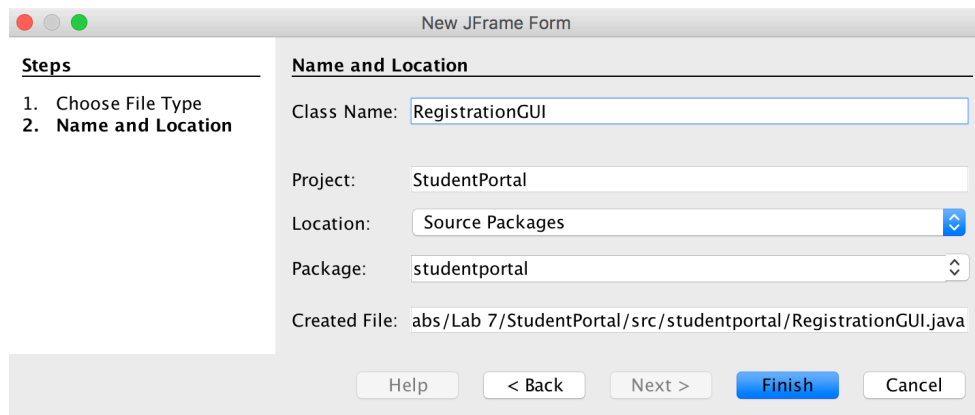 New JFrame Form
Steps
1. Choose File Type
2. Name and Location
Name and Location
Class Name: RegistrationGUI
Project: StudentPortal
Location: Source Packages
Package: studentportal
Created File: abs/Lab 7/StudentPortal/src/studentportal/RegistrationGUI.java
Help < Back Next > Finish Cancel